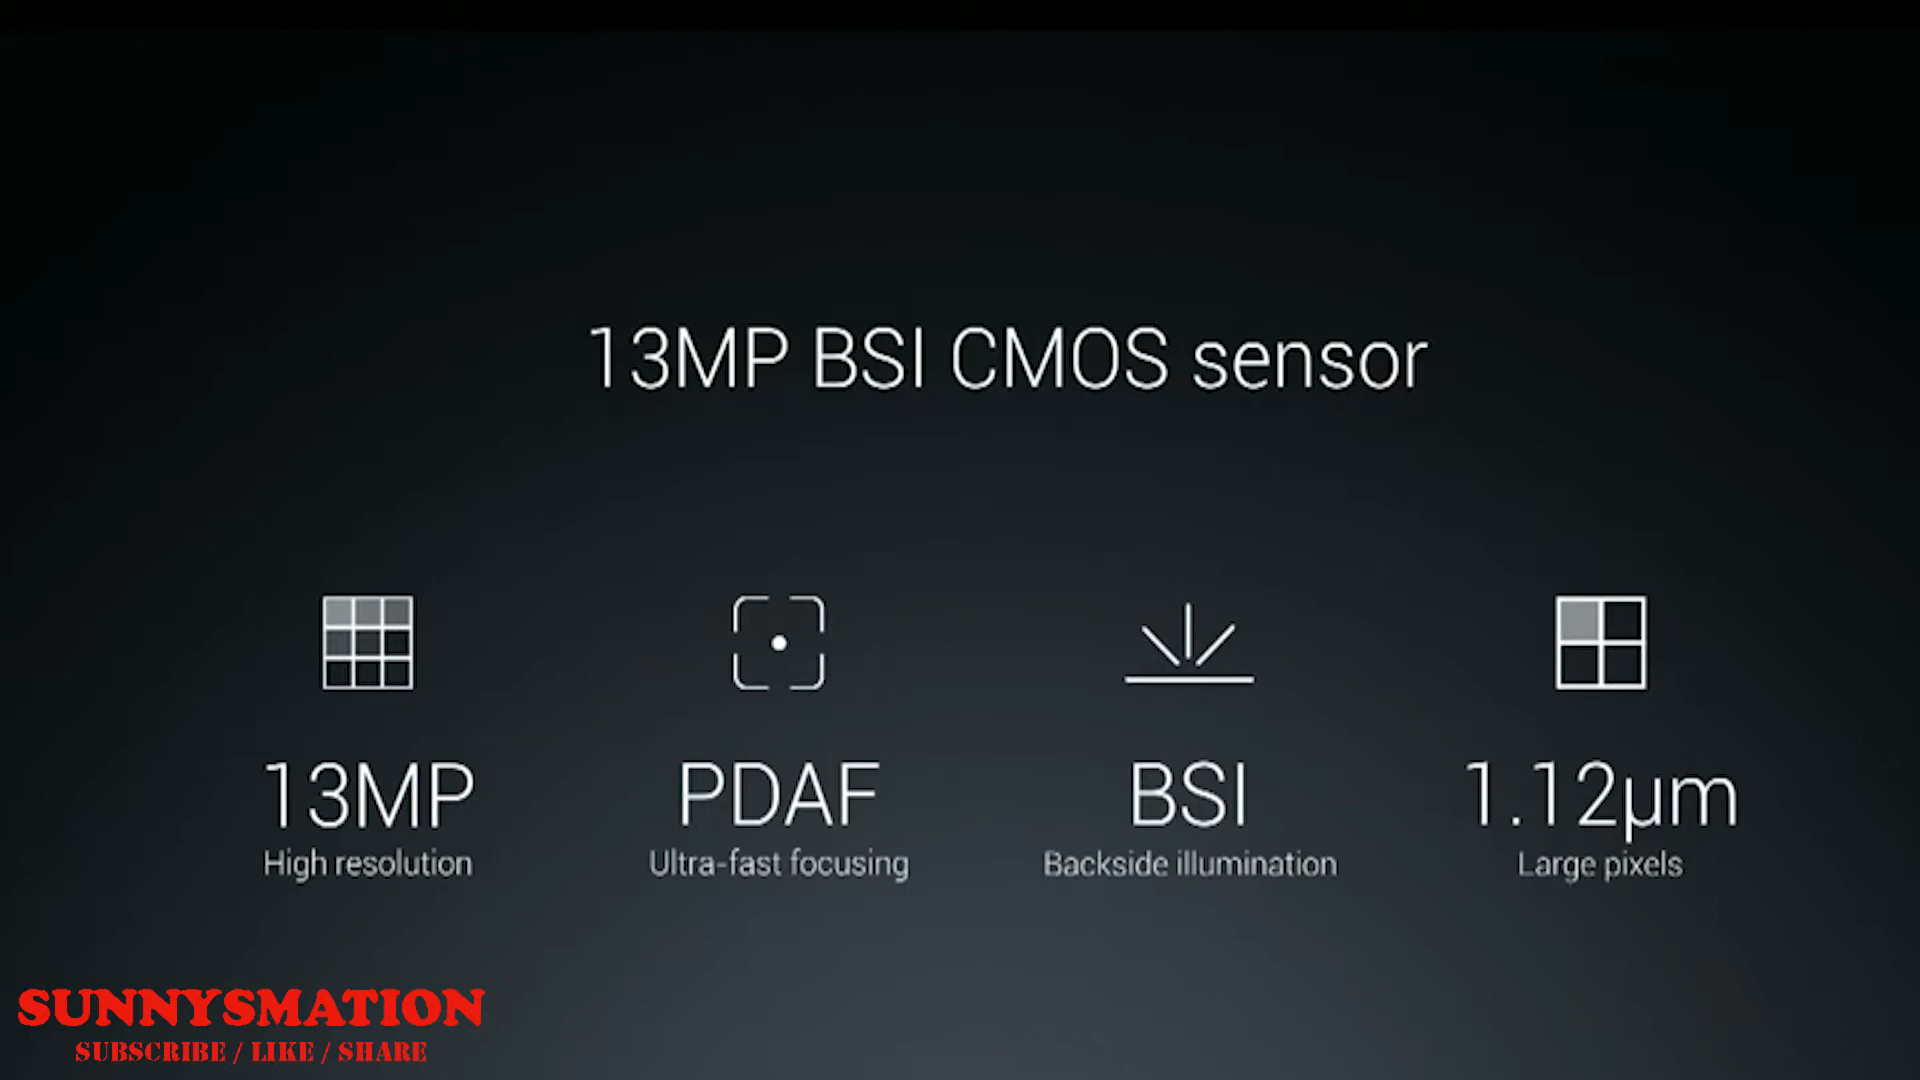 13MP BSI CMOS sensor
13MP
High resolution
PDAF
Ultra-fast focusing
BSI
Backside illumination
1.12μm
Large pixels
SUNNYSMATION
SUBSCRIBE / LIKE / SHARE